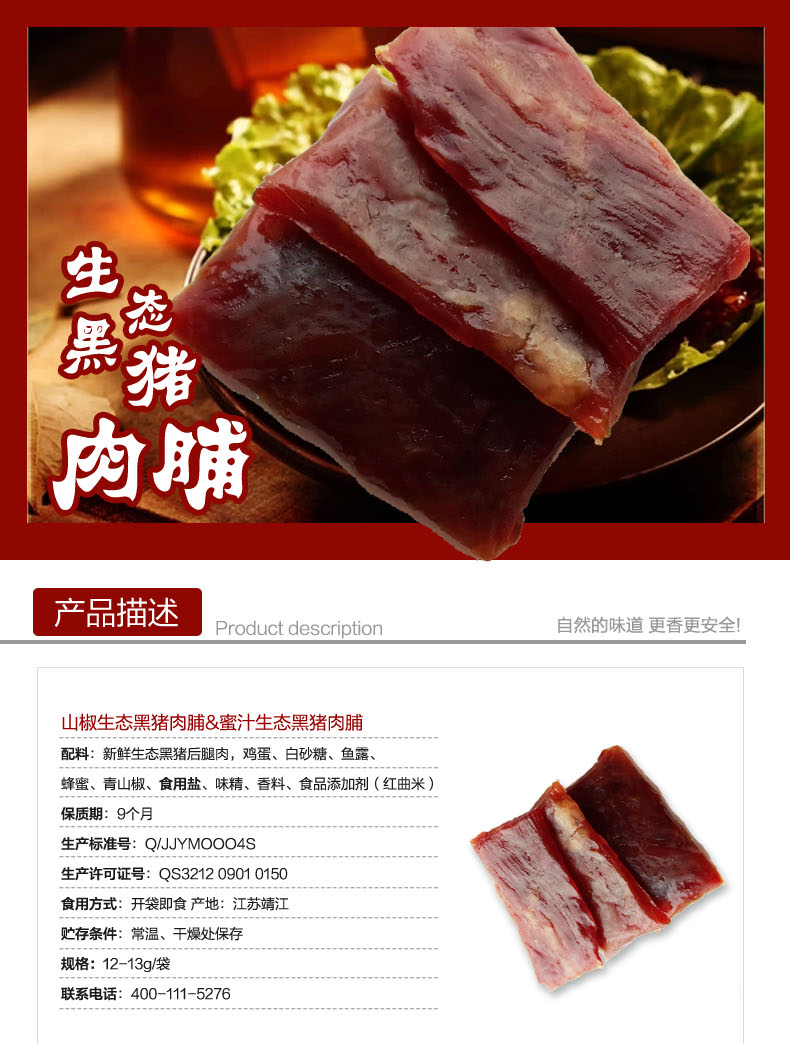 生态
黑猪
肉脯
产品描述
Product description
自然的味道 更香更安全!
山椒生态黑猪肉脯&蜜汁生态黑猪肉脯
配料：新鲜生态黑猪后腿肉，鸡蛋、白砂糖、鱼露、
蜂蜜、青山椒、食用盐、味精、香料、食品添加剂（红曲米）
保质期：9个月
生产标准号：Q/JJYMOOO4S
生产许可证号：QS3212 0901 0150
食用方式：开袋即食 产地：江苏靖江
贮存条件：常温、干燥处保存
规格：12-13g/袋
联系电话：400-111-5276